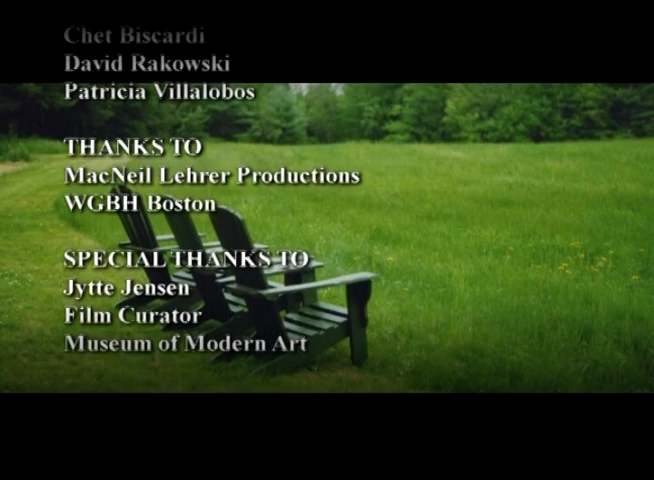 Chet Biscardi
David Rakowski
Patricia Villalobos
THANKS TO
MacNeil Lehrer Productions
WGBH Boston
SPECIAL THANKS TO
Jytte Jensen
Film Curator
Museum of Modern Art